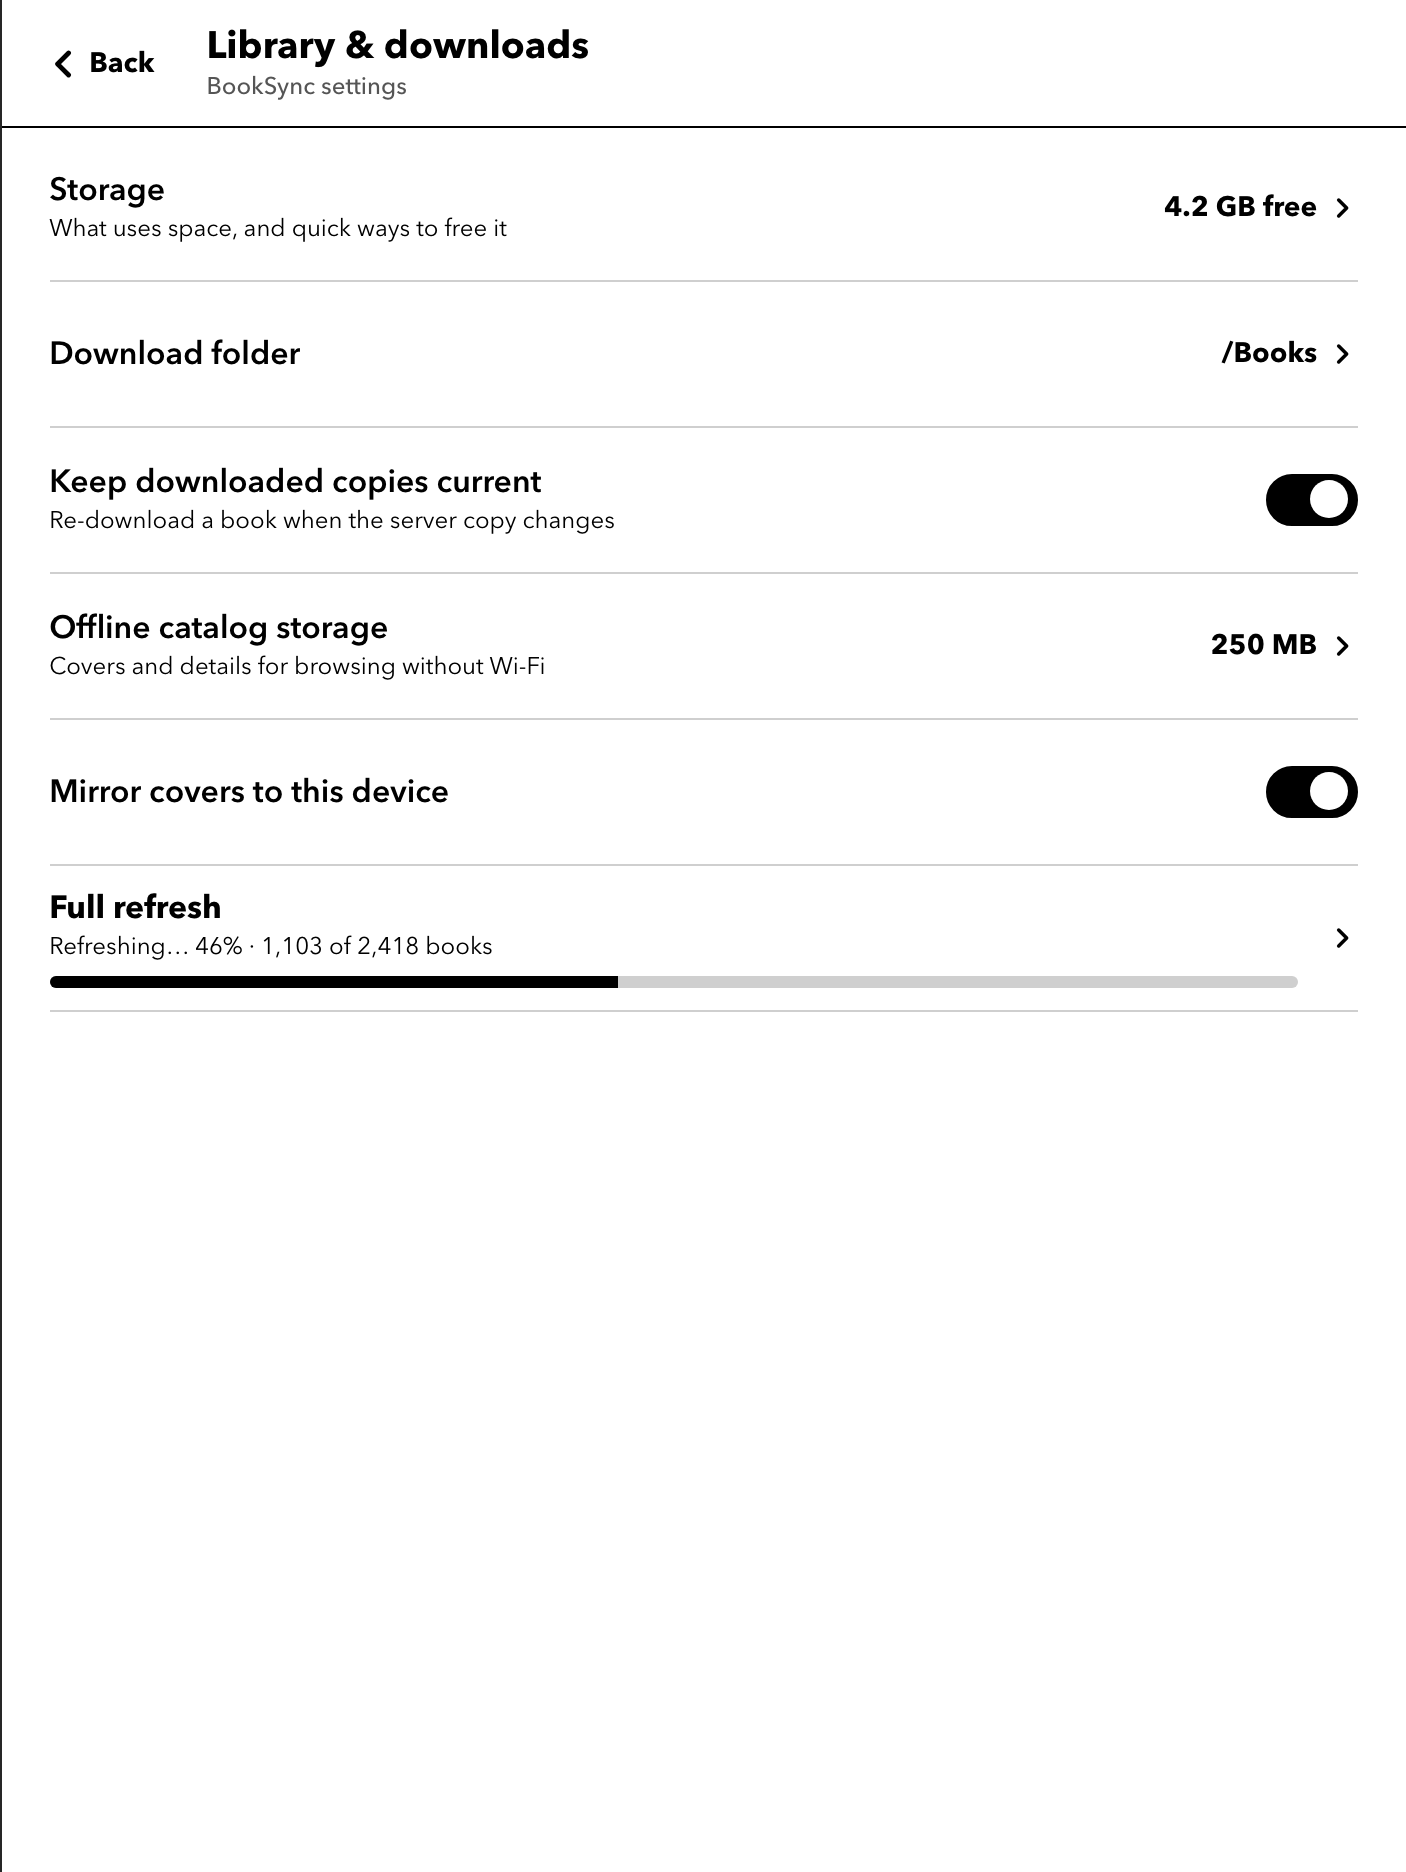 Back
Library & downloads
BookSync settings
Storage
What uses space, and quick ways to free it
4.2 GB free
Download folder
/Books
Keep downloaded copies current
Re-download a book when the server copy changes
Offline catalog storage
Covers and details for browsing without Wi-Fi
250 MB
Mirror covers to this device
Full refresh
Refreshing… 46% · 1,103 of 2,418 books